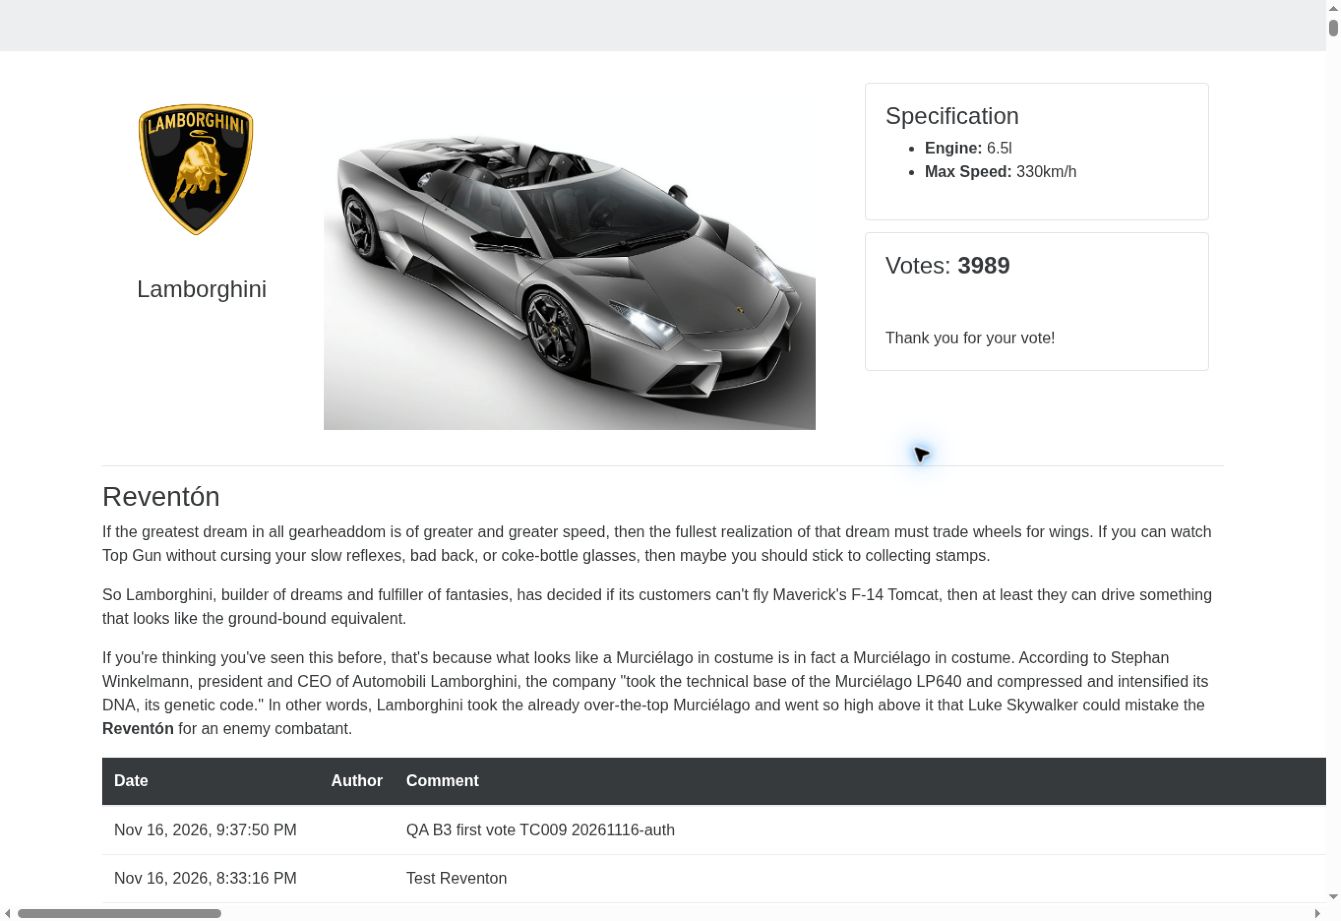 LAMBORGHINI
Lamborghini
Specification
Engine: 6.5l
Max Speed: 330km/h
Votes: 3989
Thank you for your vote!
Reventón
If the greatest dream in all gearheaddom is of greater and greater speed, then the fullest realization of that dream must trade wheels for wings. If you can watch
Top Gun without cursing your slow reflexes, bad back, or coke-bottle glasses, then maybe you should stick to collecting stamps.
So Lamborghini, builder of dreams and fulfiller of fantasies, has decided if its customers can't fly Maverick's F-14 Tomcat, then at least they can drive something
that looks like the ground-bound equivalent.
If you're thinking you've seen this before, that's because what looks like a Murciélago in costume is in fact a Murciélago in costume. According to Stephan
Winkelmann, president and CEO of Automobili Lamborghini, the company "took the technical base of the Murciélago LP640 and compressed and intensified its
DNA, its genetic code." In other words, Lamborghini took the already over-the-top Murciélago and went so high above it that Luke Skywalker could mistake the
Reventón for an enemy combatant.
Date Author Comment
Nov 16, 2026, 9:37:50 PM QA B3 first vote TC009 20261116-auth
Nov 16, 2026, 8:33:16 PM Test Reventon